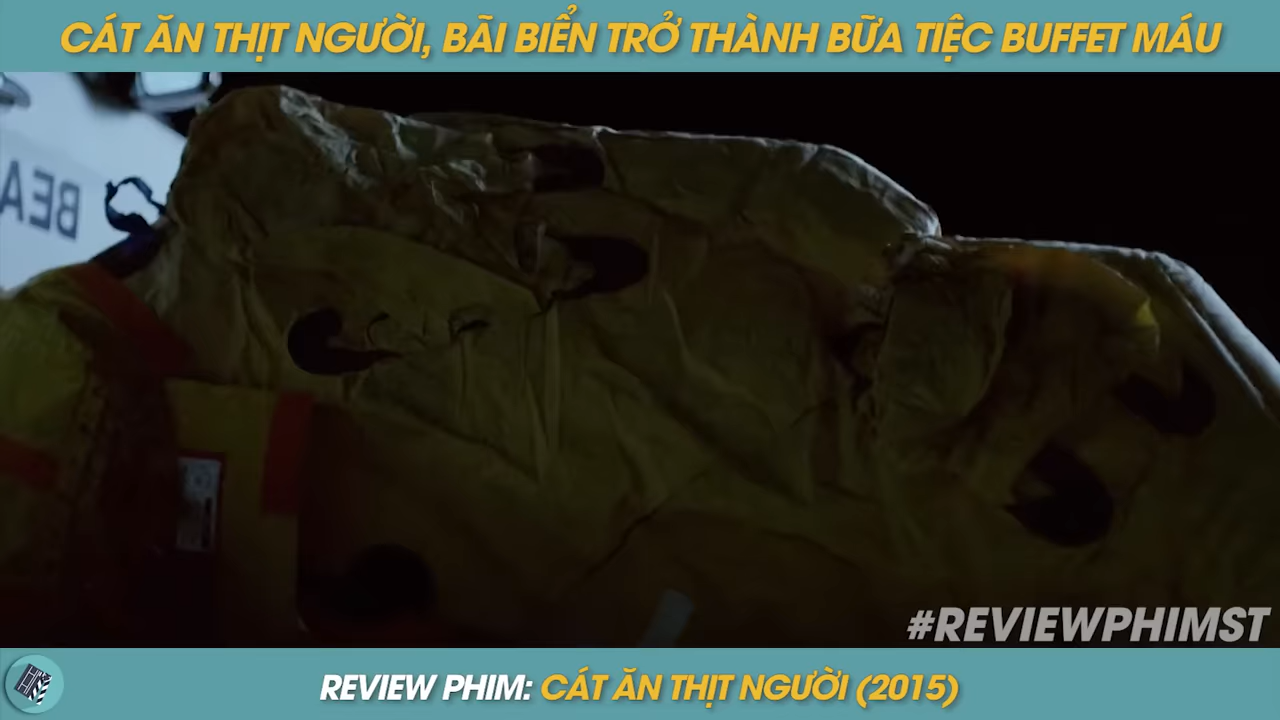 CÁT ĂN THỊT NGƯỜI, BÃI BIỂN TRỞ THÀNH BỮA TIỆC BUFFET MÁU
BEA
#REVIEWPHIMST
REVIEW PHIM: CÁT ĂN THỊT NGƯỜI (2015)